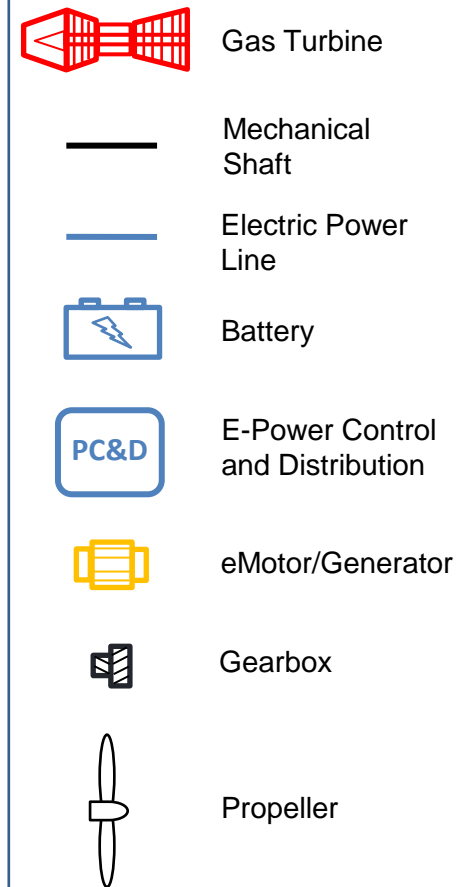 Gas Turbine
Mechanical
Shaft
Electric Power
Line
Battery
PC&D
E-Power Control
and Distribution
eMotor/Generator
Gearbox
Propeller